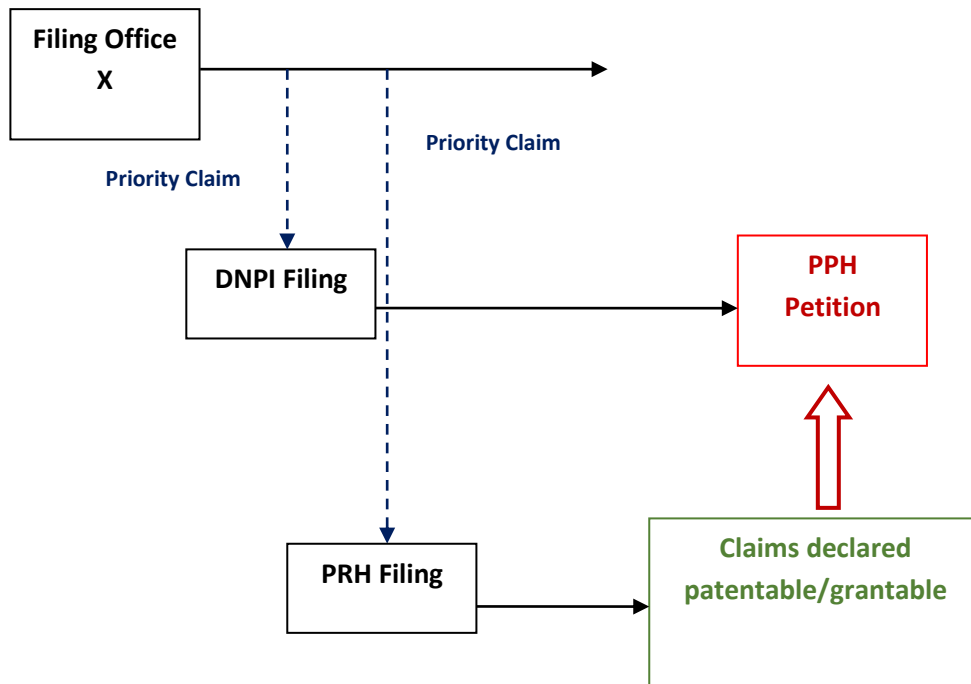 Filing Office
X
Priority Claim
Priority Claim
DNPI Filing
PPH
Petition
PRH Filing
Claims declared
patentable/grantable